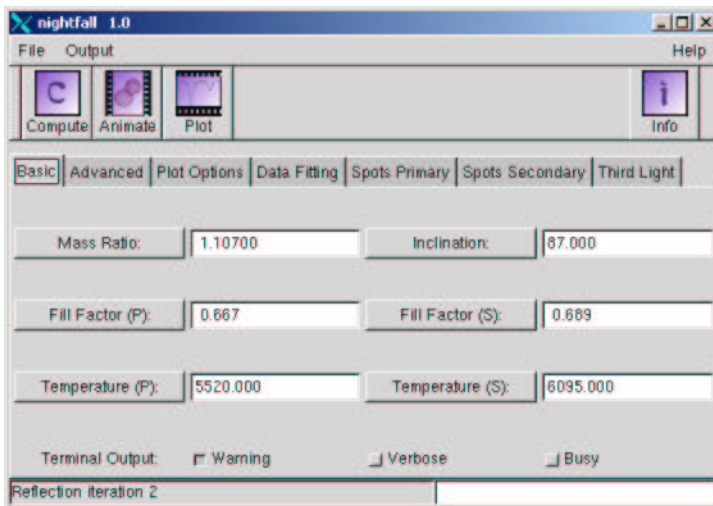 nightfall 1.0
File Output Help
C i
Compute Animate Plot Info
Basic Advanced Plot Options Data Fitting Spots Primary Spots Secondary Third Light
Mass Ratio: 1.10700 Inclination: 87.000
Fill Factor (P): 0.667 Fill Factor (S): 0.689
Temperature (P): 5520.000 Temperature (S): 6095.000
Terminal Output: Warning Verbose Busy
Reflection iteration 2